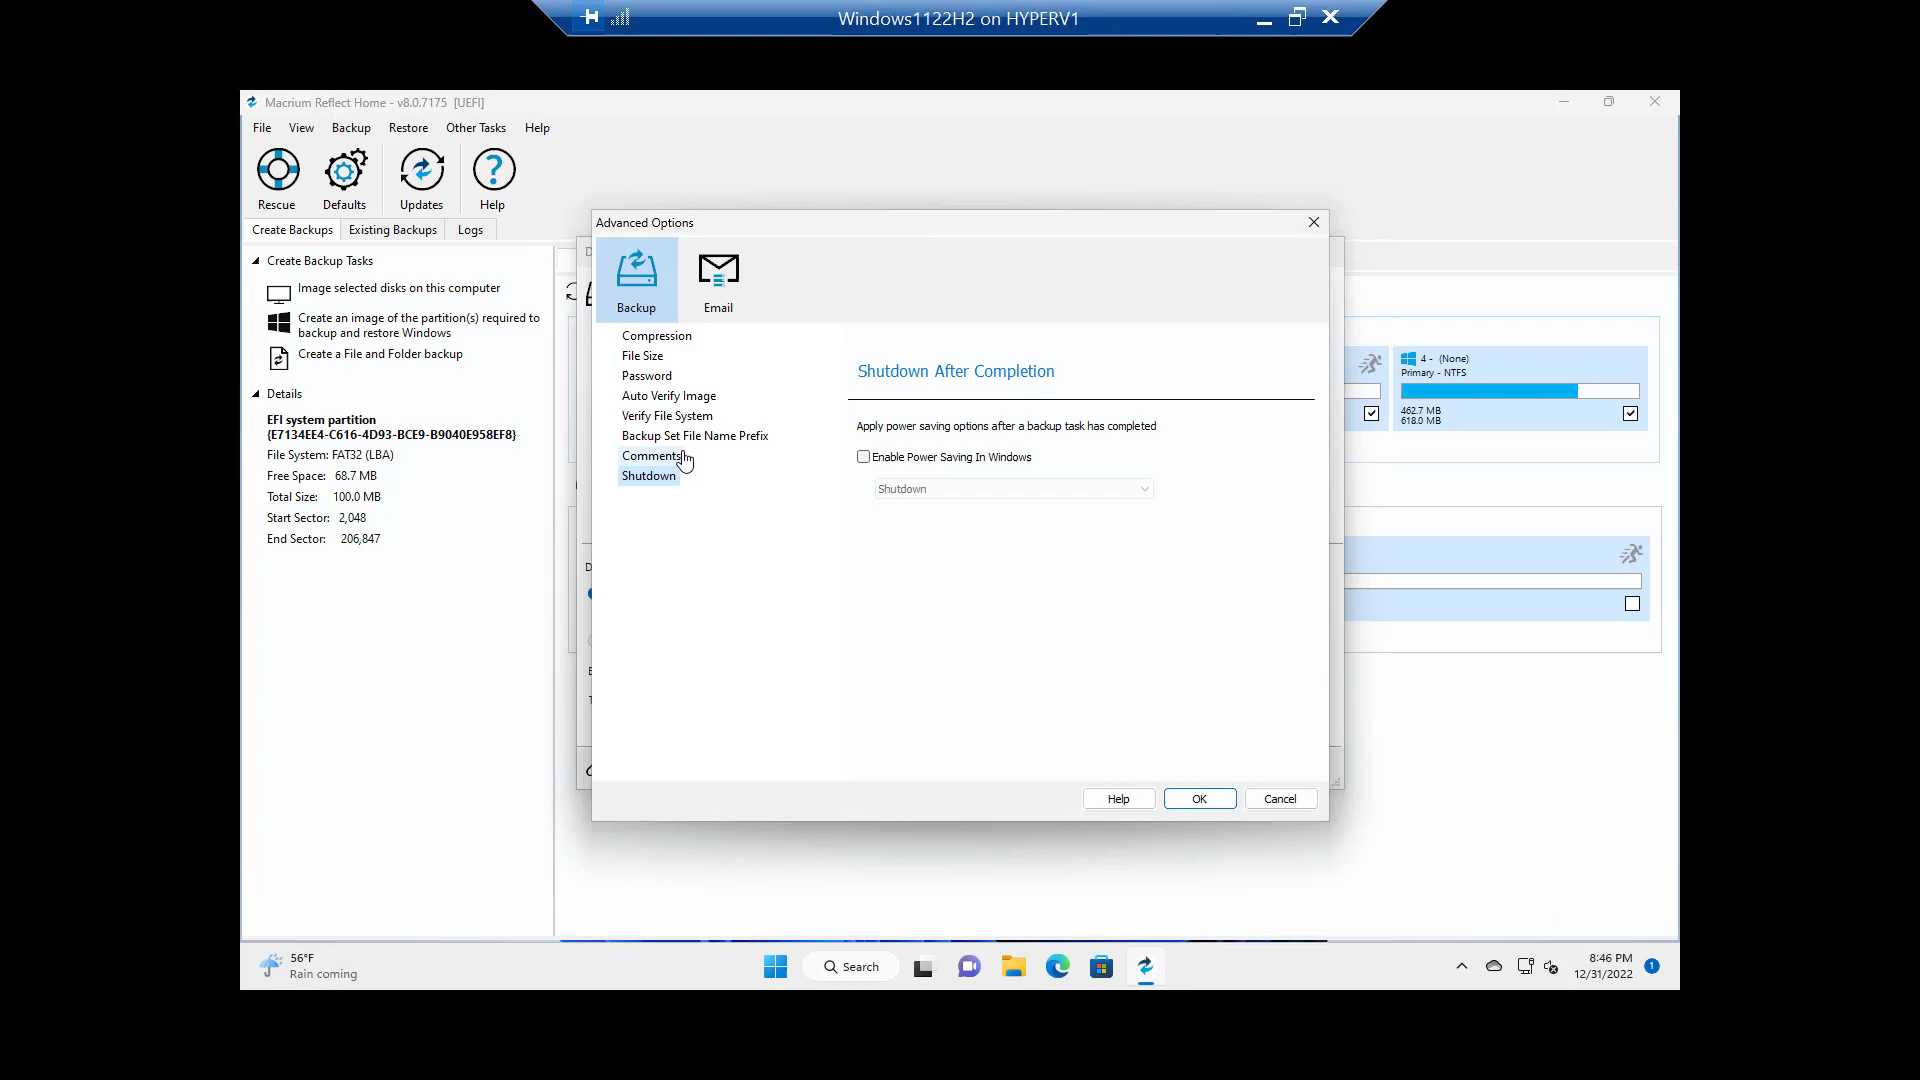 Windows1122H2 on HYPERV1
Macrium Reflect Home - v8.0.7175 [UEFI]
File View Backup Restore Other Tasks Help
Rescue Defaults Updates Help
Create Backups Existing Backups Logs
Create Backup Tasks
Image selected disks on this computer
Create an image of the partition(s) required to
backup and restore Windows
Create a File and Folder backup
Details
EFI system partition
{E7134EE4-C616-4D93-BCE9-B9040E958EF8}
File System: FAT32 (LBA)
Free Space: 68.7 MB
Total Size: 100.0 MB
Start Sector: 2,048
End Sector: 206,847
Advanced Options
Backup Email
Compression
File Size
Password
Auto Verify Image
Verify File System
Backup Set File Name Prefix
Comments
Shutdown
Shutdown After Completion
Apply power saving options after a backup task has completed
Enable Power Saving In Windows
Shutdown
Help OK Cancel
4 - (None)
Primary - NTFS
462.7 MB
618.0 MB
56°F
Rain coming
Search
8:46 PM
12/31/2022
1